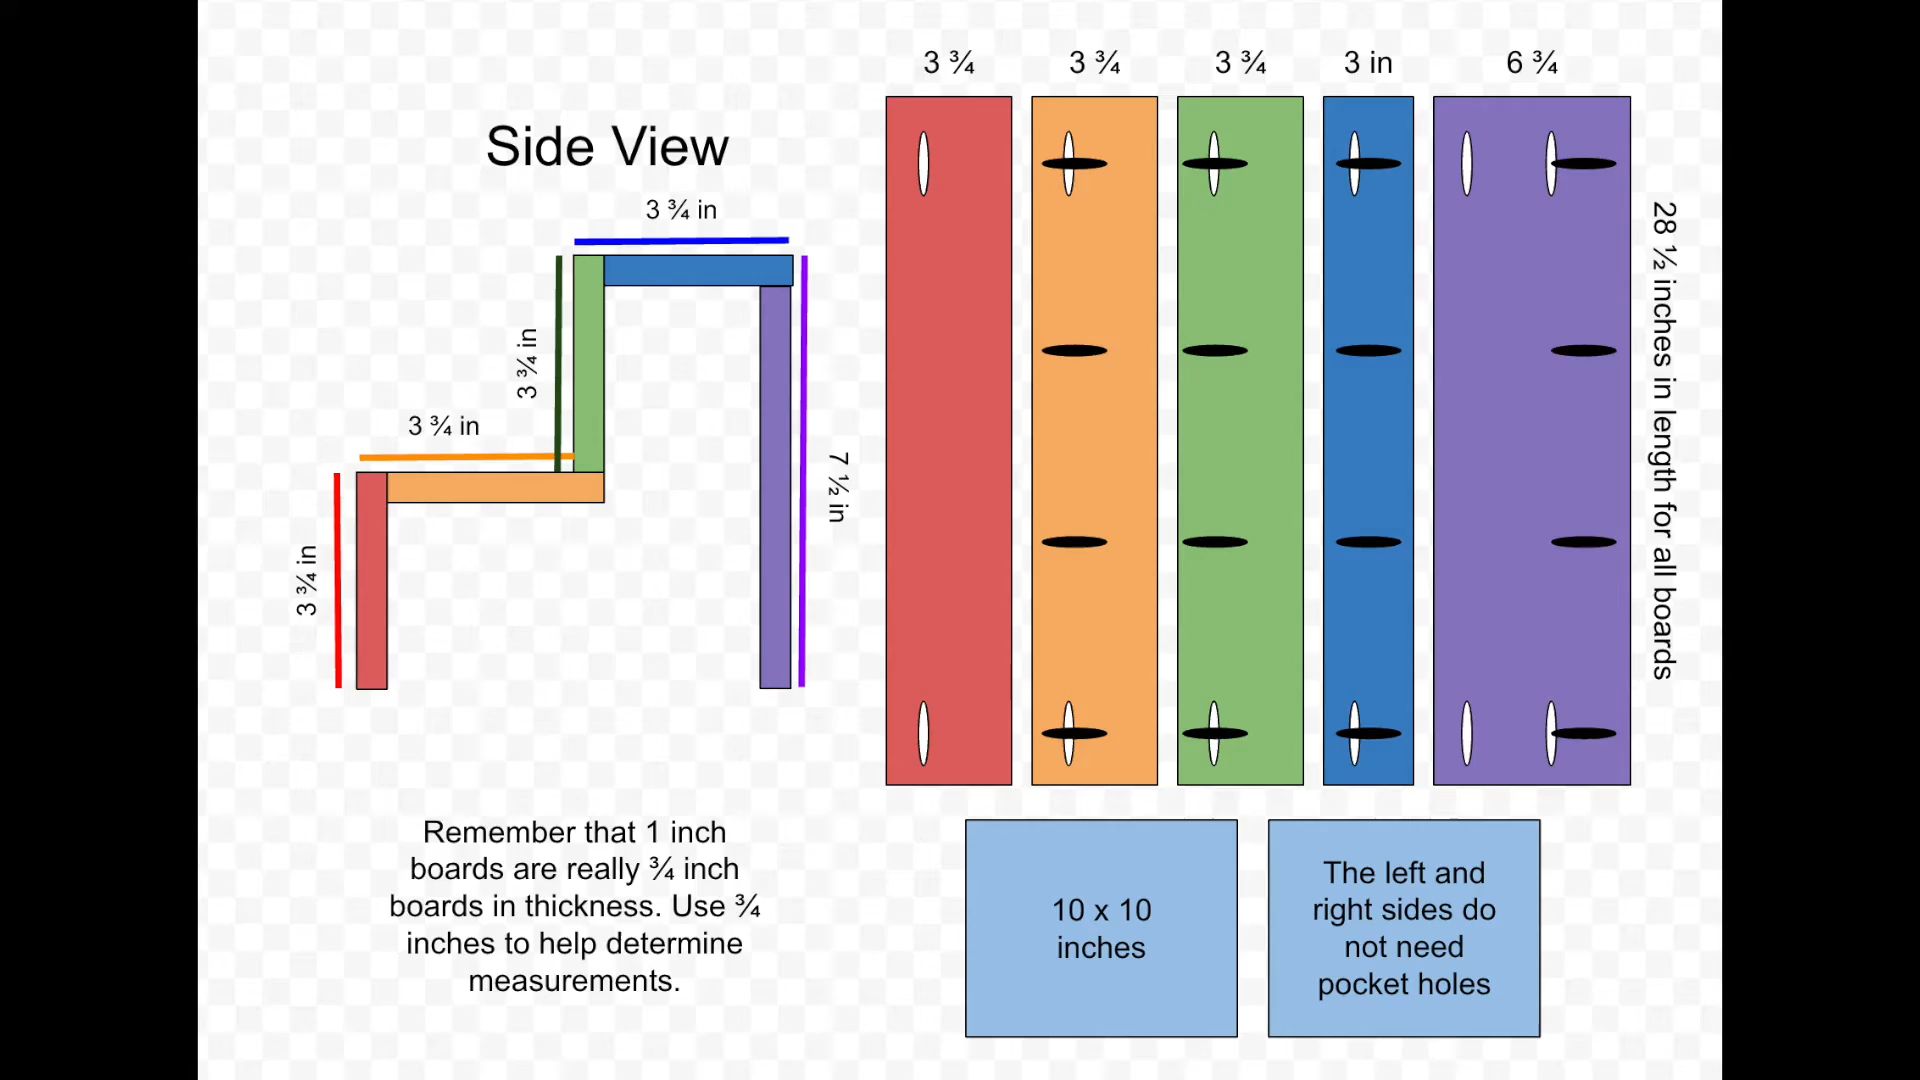 Side View
3 ¾ in
3 ¾ in
3 ¾ in
3 ¾ in
7 ½ in
3 ¾
3 ¾
3 ¾
3 in
6 ¾
28 ½ inches in length for all boards
Remember that 1 inch
boards are really ¾ inch
boards in thickness. Use ¾
inches to help determine
measurements.
10 x 10
inches
The left and
right sides do
not need
pocket holes